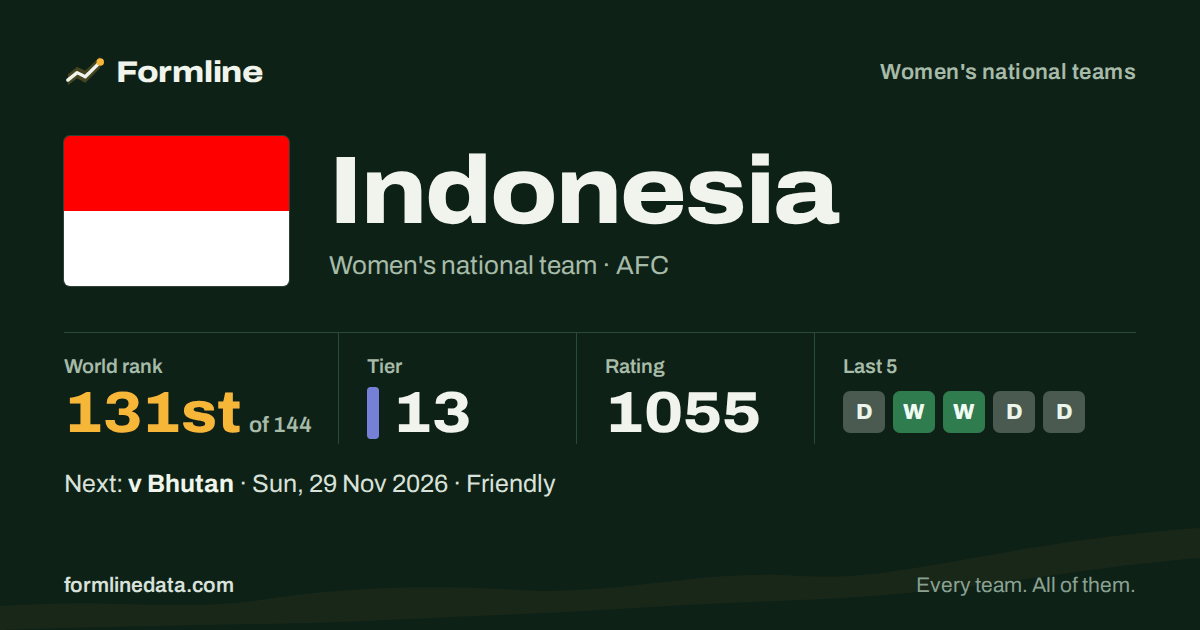 Formline
Women's national teams
Indonesia
Women's national team · AFC
World rank
131st of 144
Tier
13
Rating
1055
Last 5
D W W D D
Next: v Bhutan · Sun, 29 Nov 2026 · Friendly
formlinedata.com
Every team. All of them.